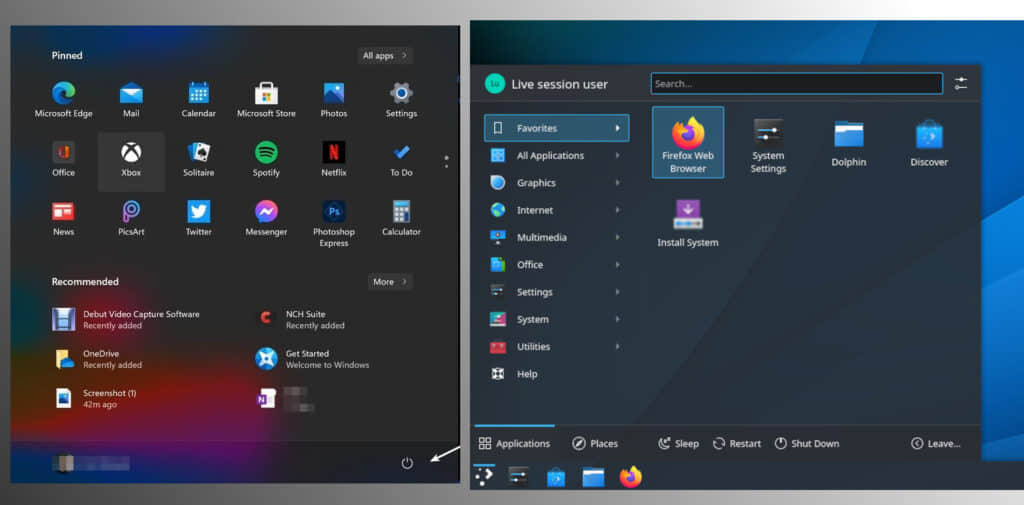 Pinned
All apps >
Microsoft Edge
Mail
Calendar
Microsoft Store
Photos
Settings
Office
Xbox
Solitaire
Spotify
Netflix
To Do
News
PicsArt
Twitter
Messenger
Photoshop
Express
Calculator
Recommended
More >
Debut Video Capture Software
Recently added
NCH Suite
Recently added
OneDrive
Recently added
Get Started
Welcome to Windows
Screenshot (1)
42m ago
Lu
Live session user
Search...
Favorites
All Applications
Graphics
Internet
Multimedia
Office
Settings
System
Utilities
Help
Firefox Web
Browser
System
Settings
Dolphin
Discover
Install System
Applications
Places
Sleep
Restart
Shut Down
Leave...